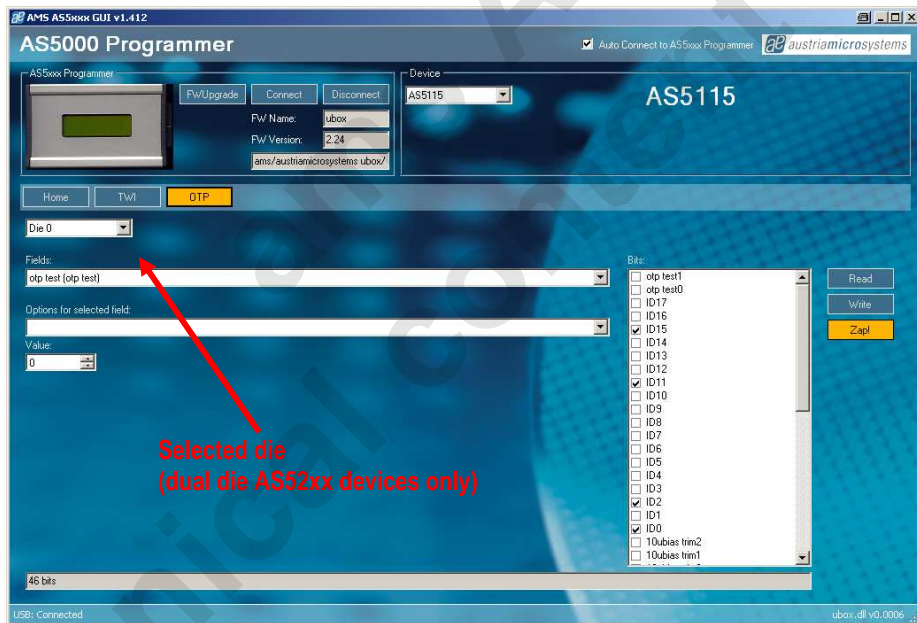 AMS AS5xxx GUI v1.412
AS5000 Programmer
Auto Connect to AS5xxx Programmer
austriamicrosystems
AS5xxx Programmer
FWUpgrade
Connect
Disconnect
FW Name:
ubox
FW Version:
2.24
ams/austriamicrosystems ubox/
Device
AS5115
AS5115
Home
TWI
OTP
Die 0
Fields:
otp test (otp test)
Options for selected field:
Value:
0
Selected die
(dual die AS52xx devices only)
Bits:
otp test1
otp test0
ID17
ID16
ID15
ID14
ID13
ID12
ID11
ID10
ID9
ID8
ID7
ID6
ID5
ID4
ID3
ID2
ID1
ID0
10ubias trim2
10ubias trim1
Read
Write
Zap!
46 bits
USB: Connected
ubox.dll v0.0006